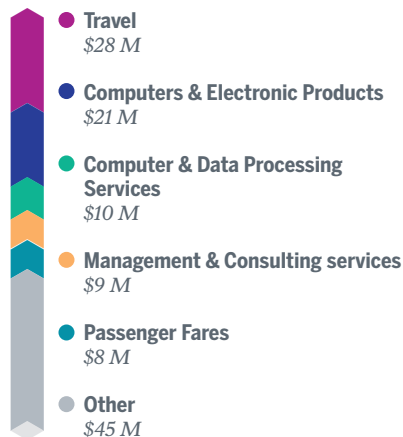 Travel
$28 M
Computers & Electronic Products
$21 M
Computer & Data Processing
Services
$10 M
Management & Consulting services
$9 M
Passenger Fares
$8 M
Other
$45 M